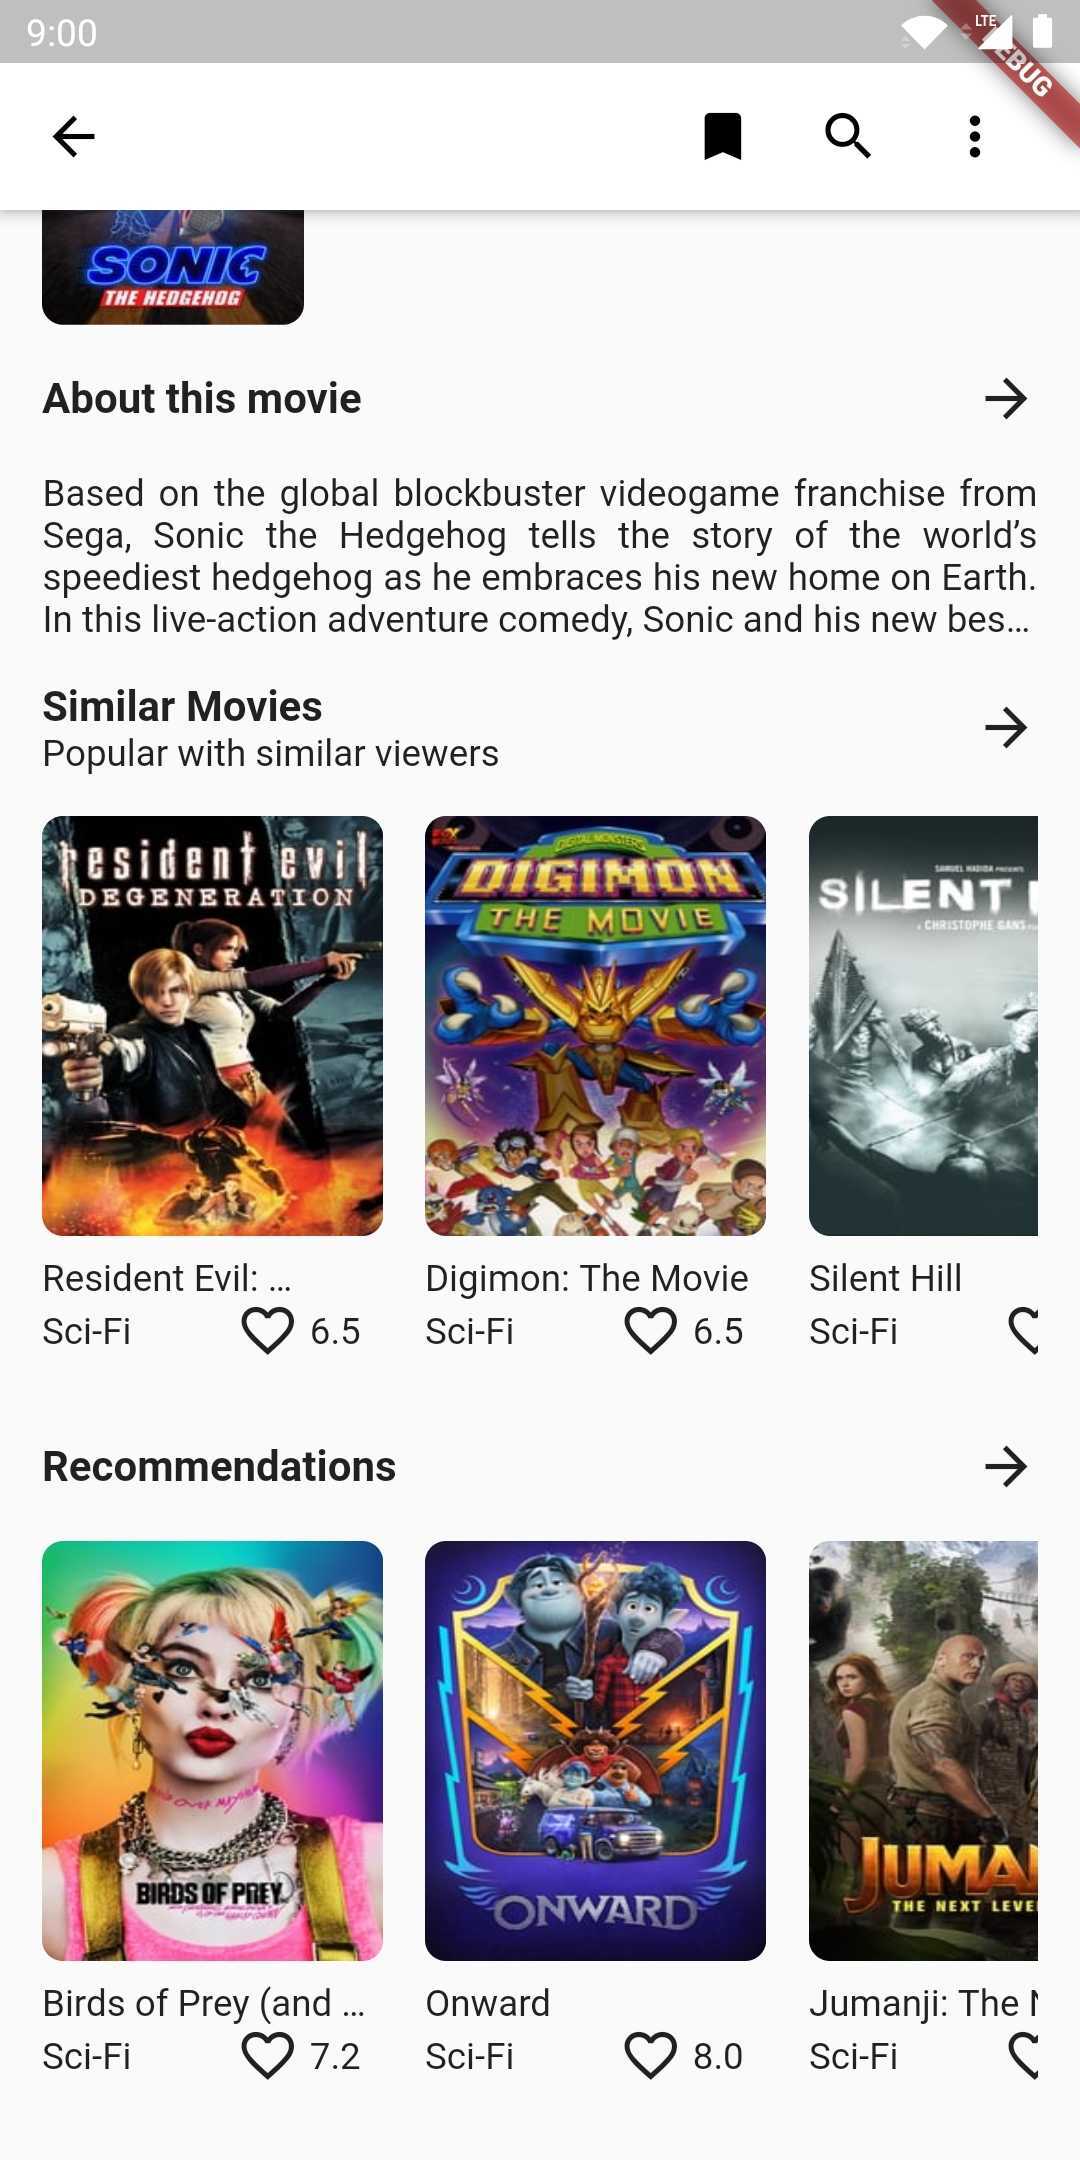 9:00
LTE
EBUG
SONIC
THE HEDGEHOG
About this movie
Based on the global blockbuster videogame franchise from
Sega, Sonic the Hedgehog tells the story of the world’s
speediest hedgehog as he embraces his new home on Earth.
In this live-action adventure comedy, Sonic and his new bes…
Similar Movies
Popular with similar viewers
resident evil
DEGENERATION
DIGITAL MONSTERS
DIGIMON
THE MOVIE
SAMUEL HADIDA PRESENTS
SILENT
A CHRISTOPHE GANS
Resident Evil: …
Digimon: The Movie
Silent Hill
Sci-Fi
6.5
Sci-Fi
6.5
Sci-Fi
Recommendations
BIRDS OF PREY
ONWARD
JUMA
THE NEXT LEVE
Birds of Prey (and …
Onward
Jumanji: The N
Sci-Fi
7.2
Sci-Fi
8.0
Sci-Fi